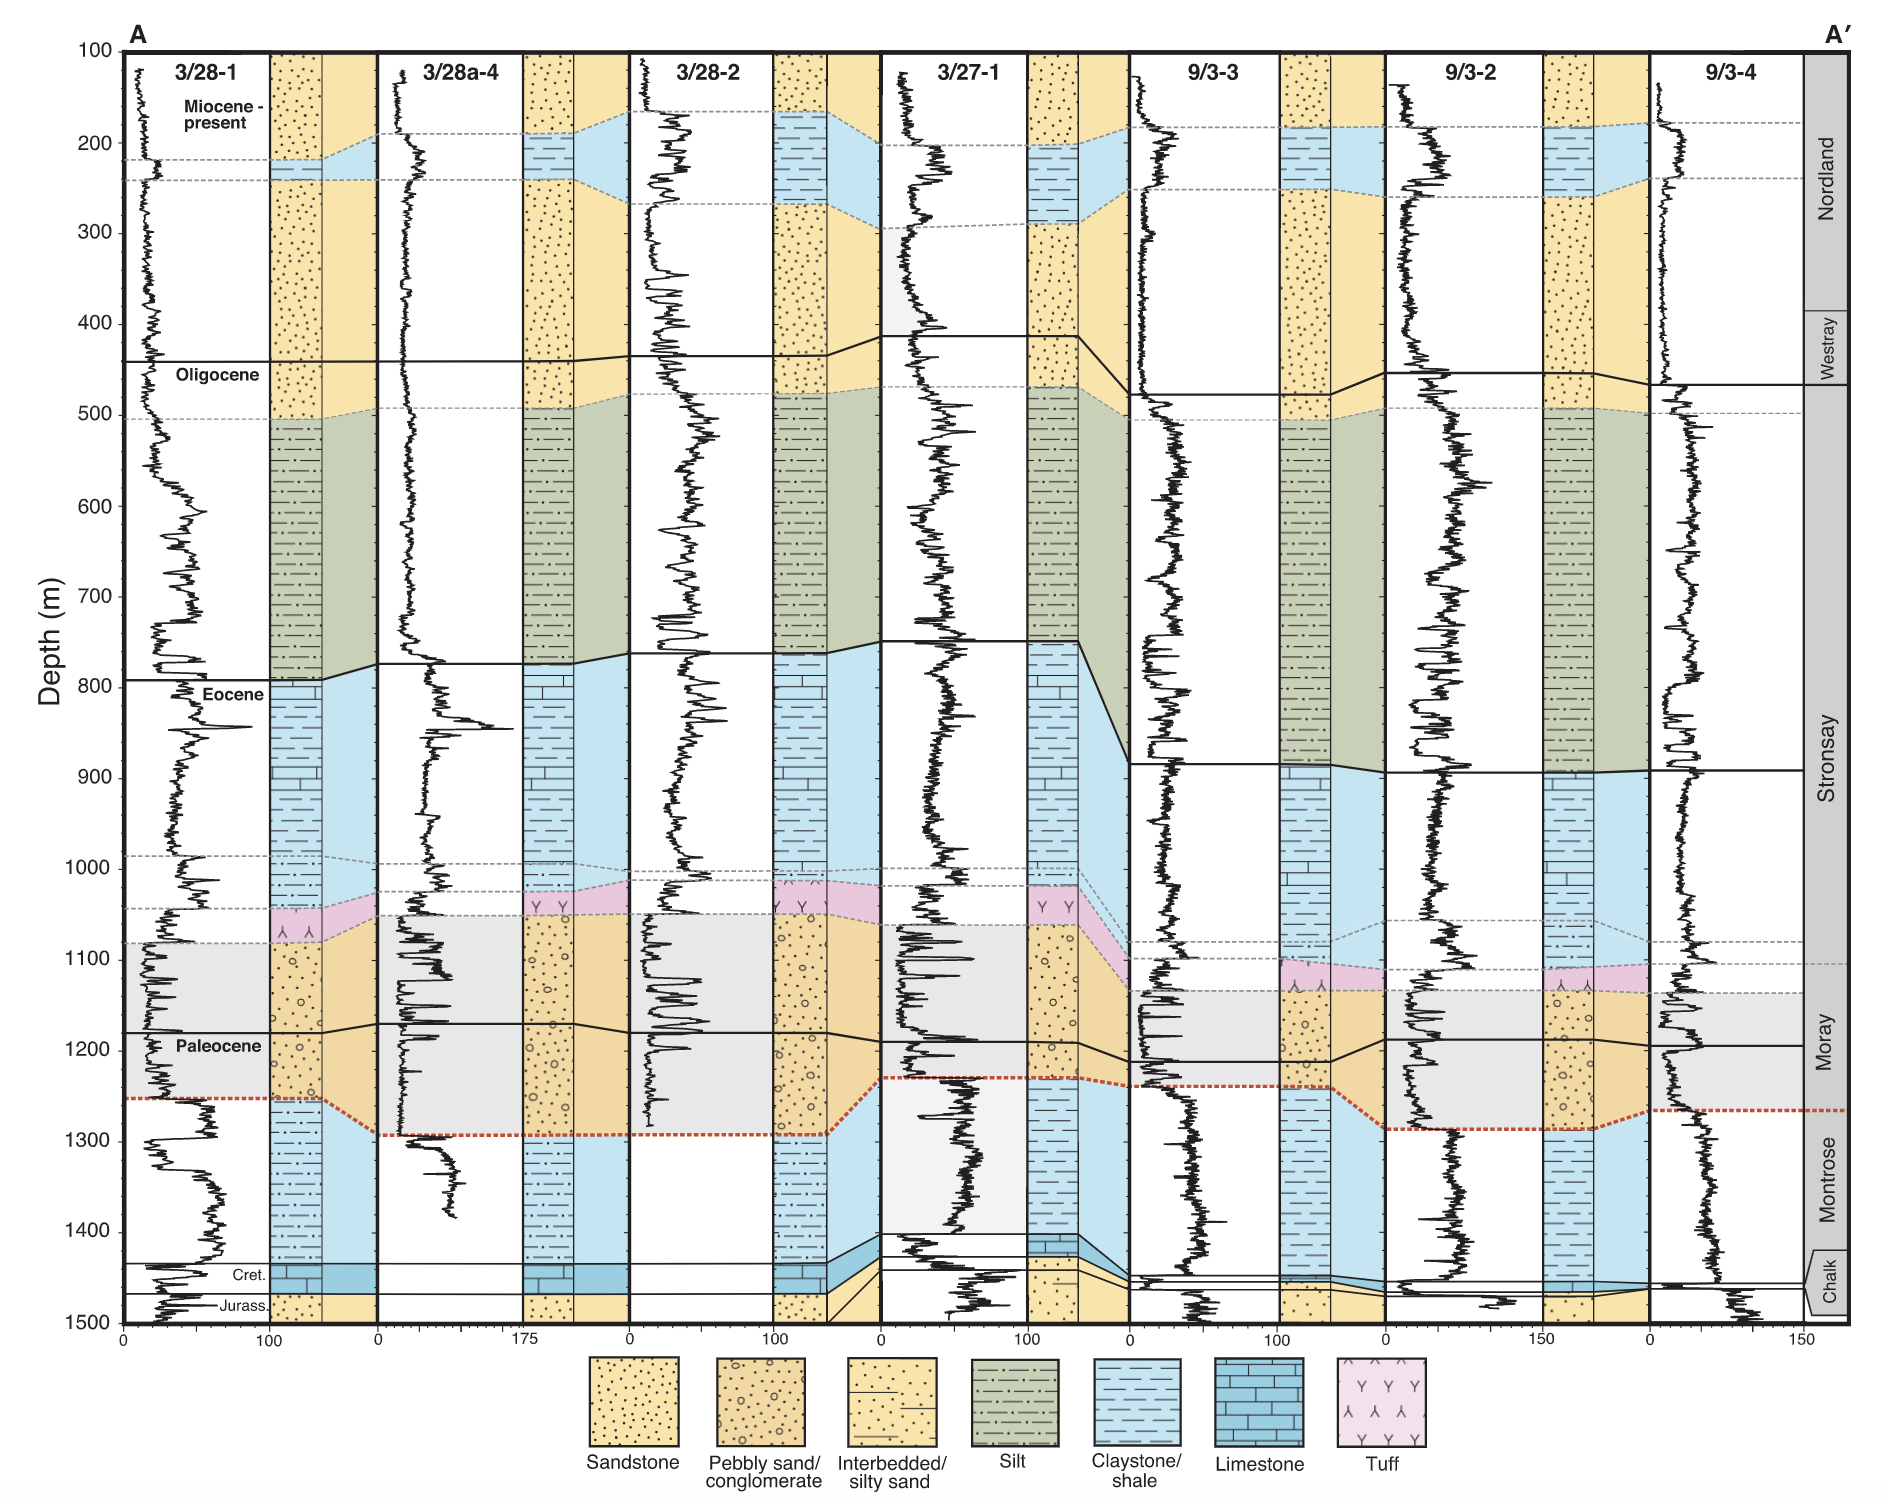 A
A′
3/28-1
3/28a-4
3/28-2
3/27-1
9/3-3
9/3-2
9/3-4
Depth (m)
100
200
300
400
500
600
700
800
900
1000
1100
1200
1300
1400
1500
Miocene -
present
Oligocene
Eocene
Paleocene
Cret.
Jurass.
Nordland
Westray
Stronsay
Moray
Montrose
Chalk
0
100
0
175
0
100
0
100
0
100
0
150
0
150
Sandstone
Pebbly sand/
conglomerate
Interbedded/
silty sand
Silt
Claystone/
shale
Limestone
Tuff